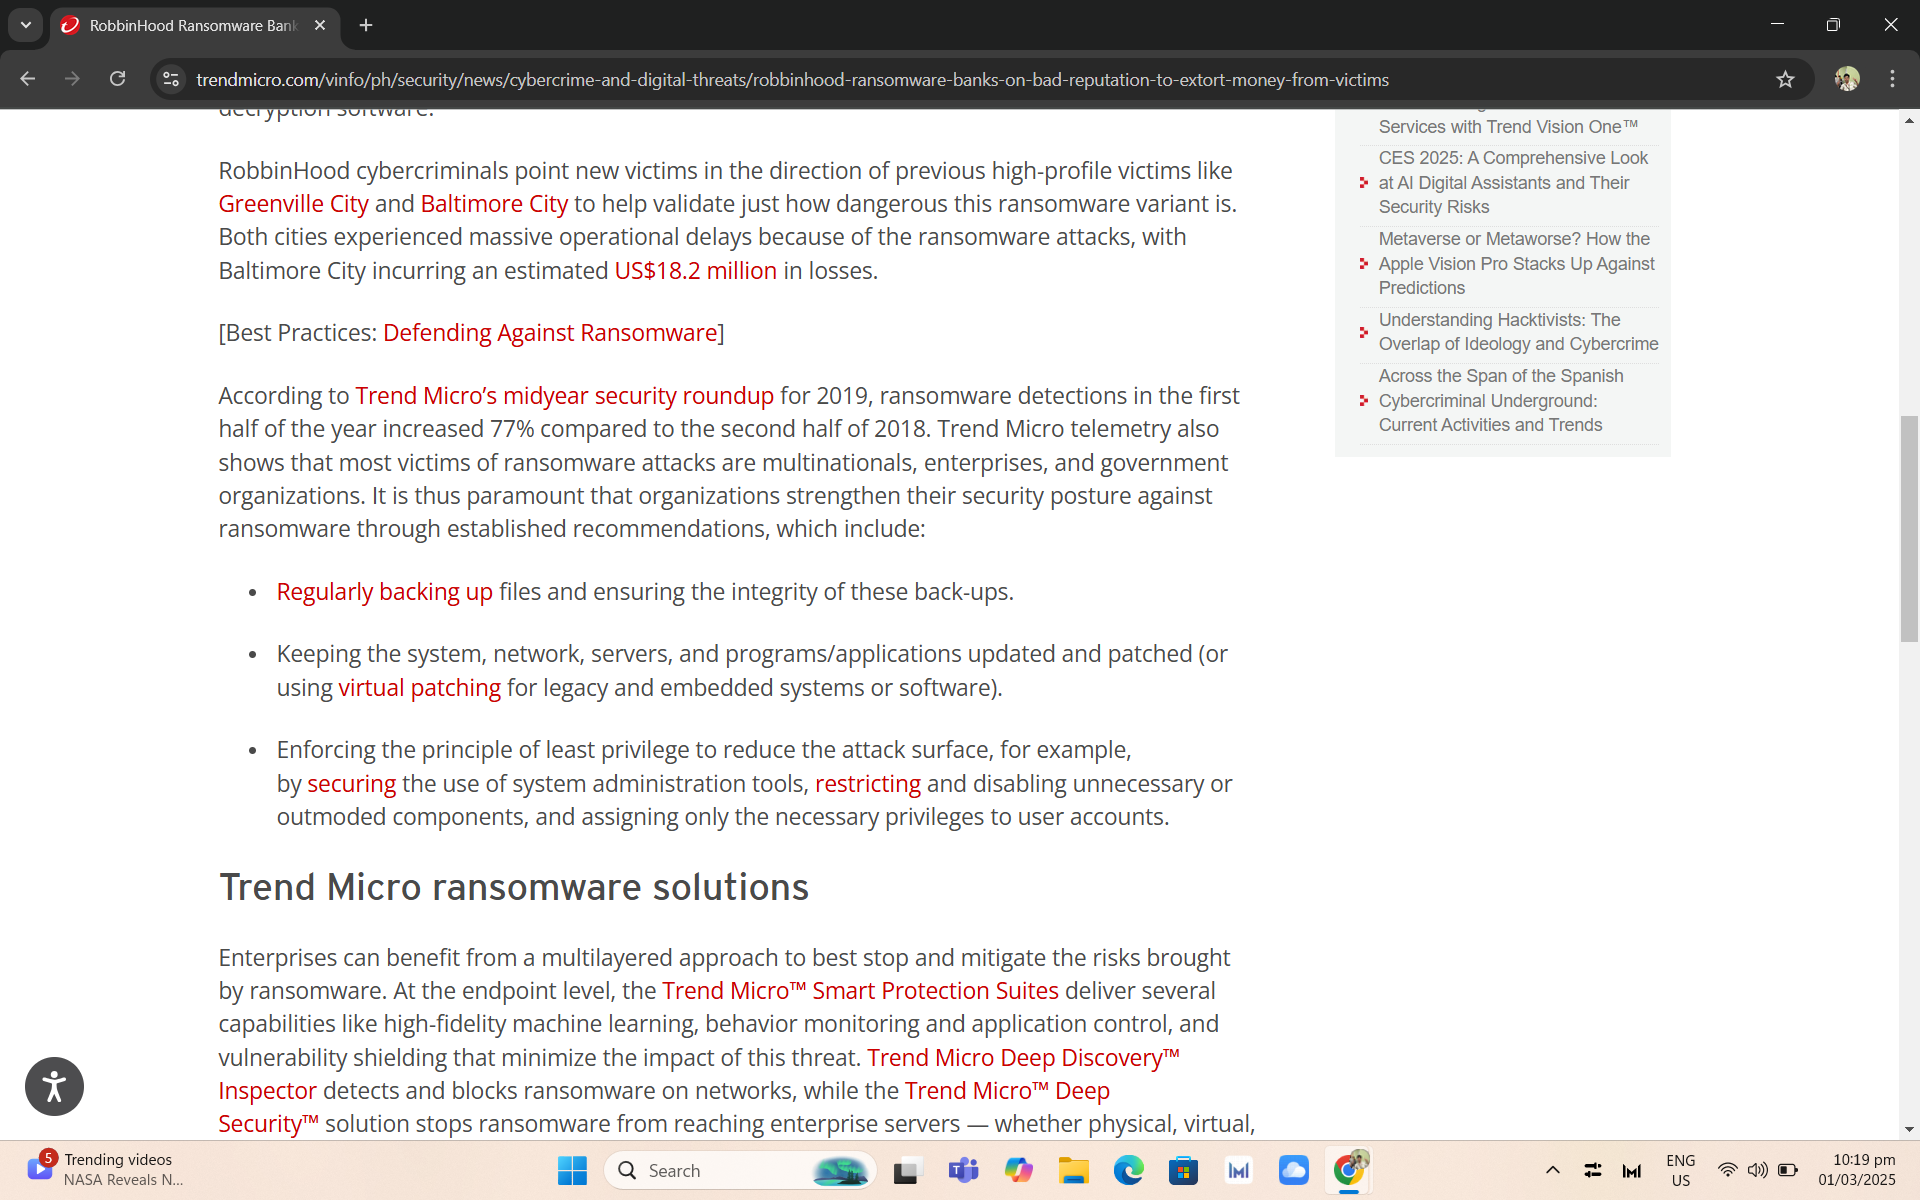 RobbinHood Ransomware Bank
trendmicro.com/vinfo/ph/security/news/cybercrime-and-digital-threats/robbinhood-ransomware-banks-on-bad-reputation-to-extort-money-from-victims
decryption software.
RobbinHood cybercriminals point new victims in the direction of previous high-profile victims like
Greenville City and Baltimore City to help validate just how dangerous this ransomware variant is.
Both cities experienced massive operational delays because of the ransomware attacks, with
Baltimore City incurring an estimated US$18.2 million in losses.
[Best Practices: Defending Against Ransomware]
According to Trend Micro’s midyear security roundup for 2019, ransomware detections in the first
half of the year increased 77% compared to the second half of 2018. Trend Micro telemetry also
shows that most victims of ransomware attacks are multinationals, enterprises, and government
organizations. It is thus paramount that organizations strengthen their security posture against
ransomware through established recommendations, which include:
• Regularly backing up files and ensuring the integrity of these back-ups.
• Keeping the system, network, servers, and programs/applications updated and patched (or
using virtual patching for legacy and embedded systems or software).
• Enforcing the principle of least privilege to reduce the attack surface, for example,
by securing the use of system administration tools, restricting and disabling unnecessary or
outmoded components, and assigning only the necessary privileges to user accounts.
Trend Micro ransomware solutions
Enterprises can benefit from a multilayered approach to best stop and mitigate the risks brought
by ransomware. At the endpoint level, the Trend Micro™ Smart Protection Suites deliver several
capabilities like high-fidelity machine learning, behavior monitoring and application control, and
vulnerability shielding that minimize the impact of this threat. Trend Micro Deep Discovery™
Inspector detects and blocks ransomware on networks, while the Trend Micro™ Deep
Security™ solution stops ransomware from reaching enterprise servers — whether physical, virtual,
Services with Trend Vision One™
CES 2025: A Comprehensive Look
at AI Digital Assistants and Their
Security Risks
Metaverse or Metaworse? How the
Apple Vision Pro Stacks Up Against
Predictions
Understanding Hacktivists: The
Overlap of Ideology and Cybercrime
Across the Span of the Spanish
Cybercriminal Underground:
Current Activities and Trends
5
Trending videos
NASA Reveals N...
Search
ENG
US
10:19 pm
01/03/2025